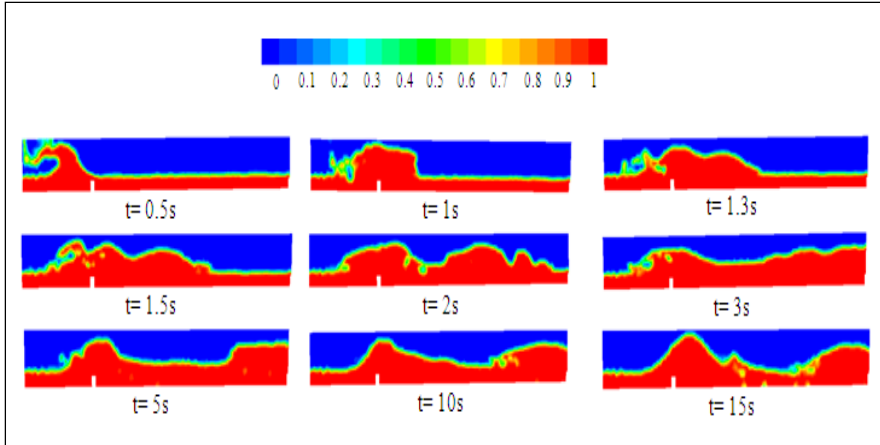 0 0.1 0.2 0.3 0.4 0.5 0.6 0.7 0.8 0.9 1
t= 0.5s t= 1s t= 1.3s
t= 1.5s t= 2s t= 3s
t= 5s t= 10s t= 15s